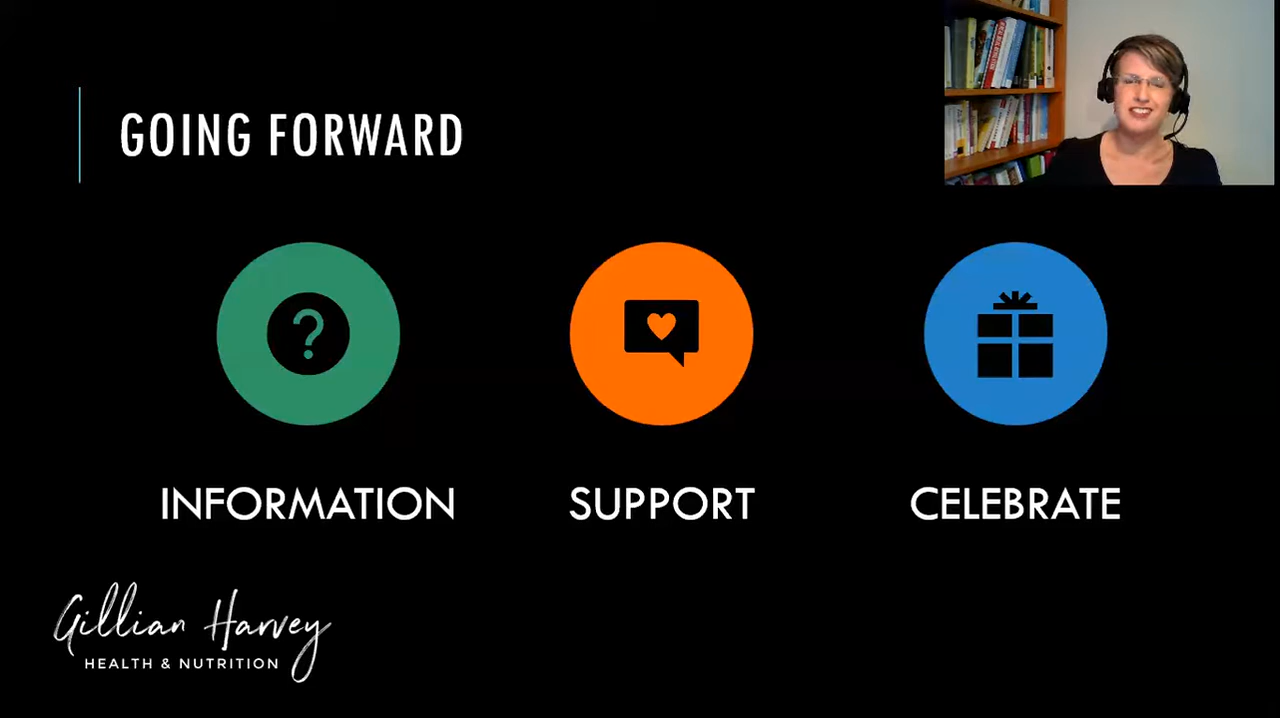 GOING FORWARD
?
INFORMATION
SUPPORT
CELEBRATE
Gillian Harvey
HEALTH & NUTRITION